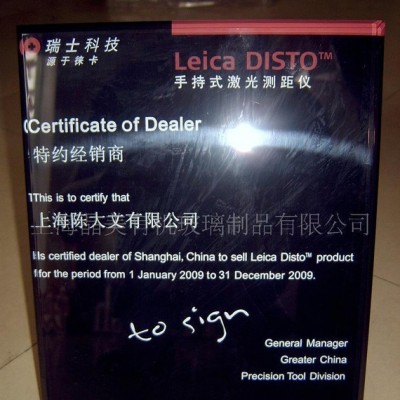 瑞士科技
源于徕卡
Leica DISTO™
手持式激光测距仪
Certificate of Dealer
特约经销商
This is to certify that
上海陈大文有限公司
Is certified dealer of Shanghai, China to sell Leica Disto™ product
for the period from 1 January 2009 to 31 December 2009.
to sign
General Manager
Greater China
Precision Tool Division